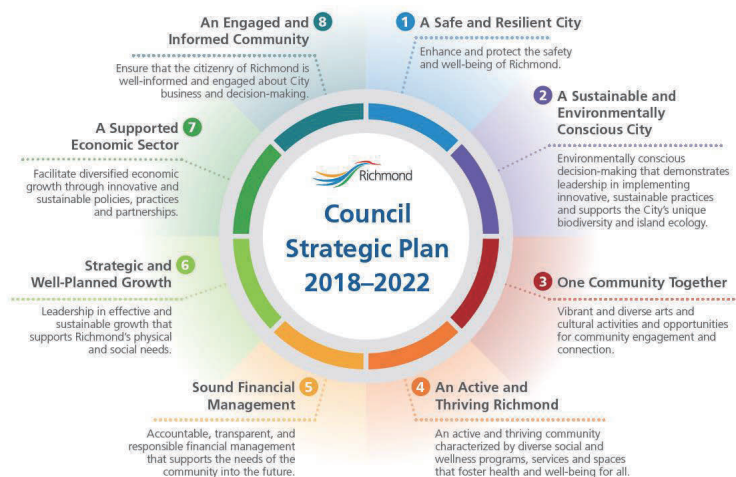 Richmond
Council
Strategic Plan
2018–2022
1 A Safe and Resilient City
Enhance and protect the safety
and well-being of Richmond.
2 A Sustainable and
Environmentally
Conscious City
Environmentally conscious
decision-making that demonstrates
leadership in implementing
innovative, sustainable practices
and supports the City's unique
biodiversity and island ecology.
3 One Community Together
Vibrant and diverse arts and
cultural activities and opportunities
for community engagement and
connection.
4 An Active and
Thriving Richmond
An active and thriving community
characterized by diverse social and
wellness programs, services and spaces
that foster health and well-being for all.
Sound Financial 5
Management
Accountable, transparent, and
responsible financial management
that supports the needs of the
community into the future.
Strategic and 6
Well-Planned Growth
Leadership in effective and
sustainable growth that
supports Richmond's physical
and social needs.
7
A Supported
Economic Sector
Facilitate diversified economic
growth through innovative and
sustainable policies, practices
and partnerships.
An Engaged and 8
Informed Community
Ensure that the citizenry of Richmond is
well-informed and engaged about City
business and decision-making.